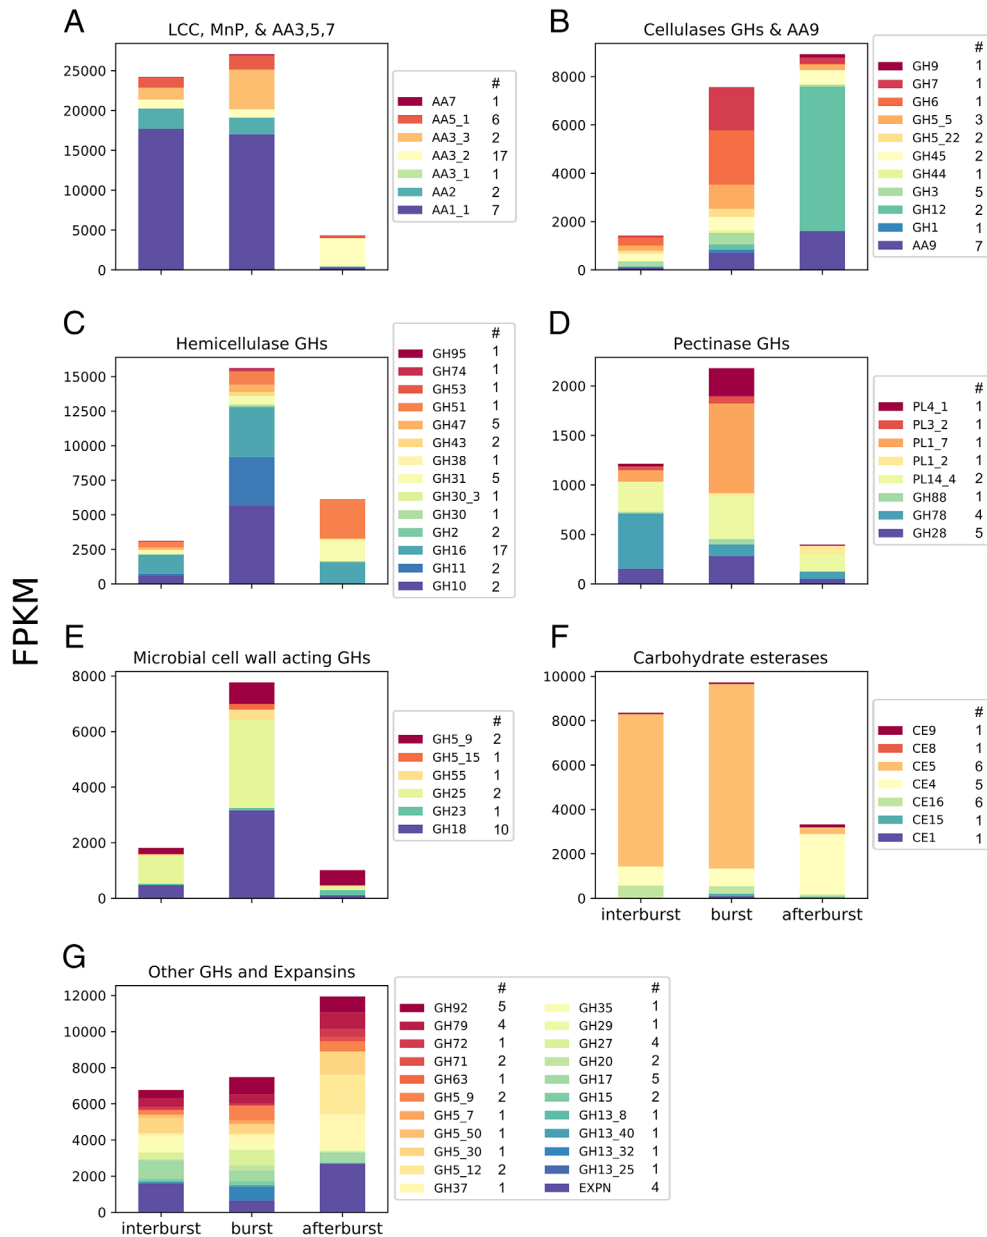 FPKM
A
LCC, MnP, & AA3,5,7
25000
20000
15000
10000
5000
0
#
AA7 1
AA5_1 6
AA3_3 2
AA3_2 17
AA3_1 1
AA2 2
AA1_1 7
B
Cellulases GHs & AA9
8000
6000
4000
2000
0
#
GH9 1
GH7 1
GH6 1
GH5_5 3
GH5_22 2
GH45 2
GH44 1
GH3 5
GH12 2
GH1 1
AA9 7
C
Hemicellulase GHs
15000
12500
10000
7500
5000
2500
0
#
GH95 1
GH74 1
GH53 1
GH51 1
GH47 5
GH43 2
GH38 1
GH31 5
GH30_3 1
GH30 1
GH2 2
GH16 17
GH11 2
GH10 2
D
Pectinase GHs
2000
1500
1000
500
0
#
PL4_1 1
PL3_2 1
PL1_7 1
PL1_2 1
PL14_4 2
GH88 1
GH78 4
GH28 5
E
Microbial cell wall acting GHs
8000
6000
4000
2000
0
#
GH5_9 2
GH5_15 1
GH55 1
GH25 2
GH23 1
GH18 10
F
Carbohydrate esterases
10000
8000
6000
4000
2000
0
interburst burst afterburst
#
CE9 1
CE8 1
CE5 6
CE4 5
CE16 6
CE15 1
CE1 1
G
Other GHs and Expansins
12000
10000
8000
6000
4000
2000
0
interburst burst afterburst
# #
GH92 5 GH35 1
GH79 4 GH29 1
GH72 1 GH27 4
GH71 2 GH20 2
GH63 1 GH17 5
GH5_9 2 GH15 2
GH5_7 1 GH13_8 1
GH5_50 1 GH13_40 1
GH5_30 1 GH13_32 1
GH5_12 2 GH13_25 1
GH37 1 EXPN 4